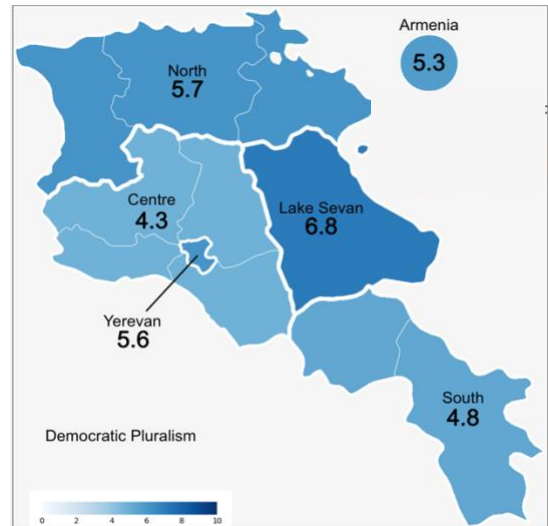 Armenia
5.3
North
5.7
Centre
4.3
Lake Sevan
6.8
Yerevan
5.6
South
4.8
Democratic Pluralism
0 2 4 6 8 10